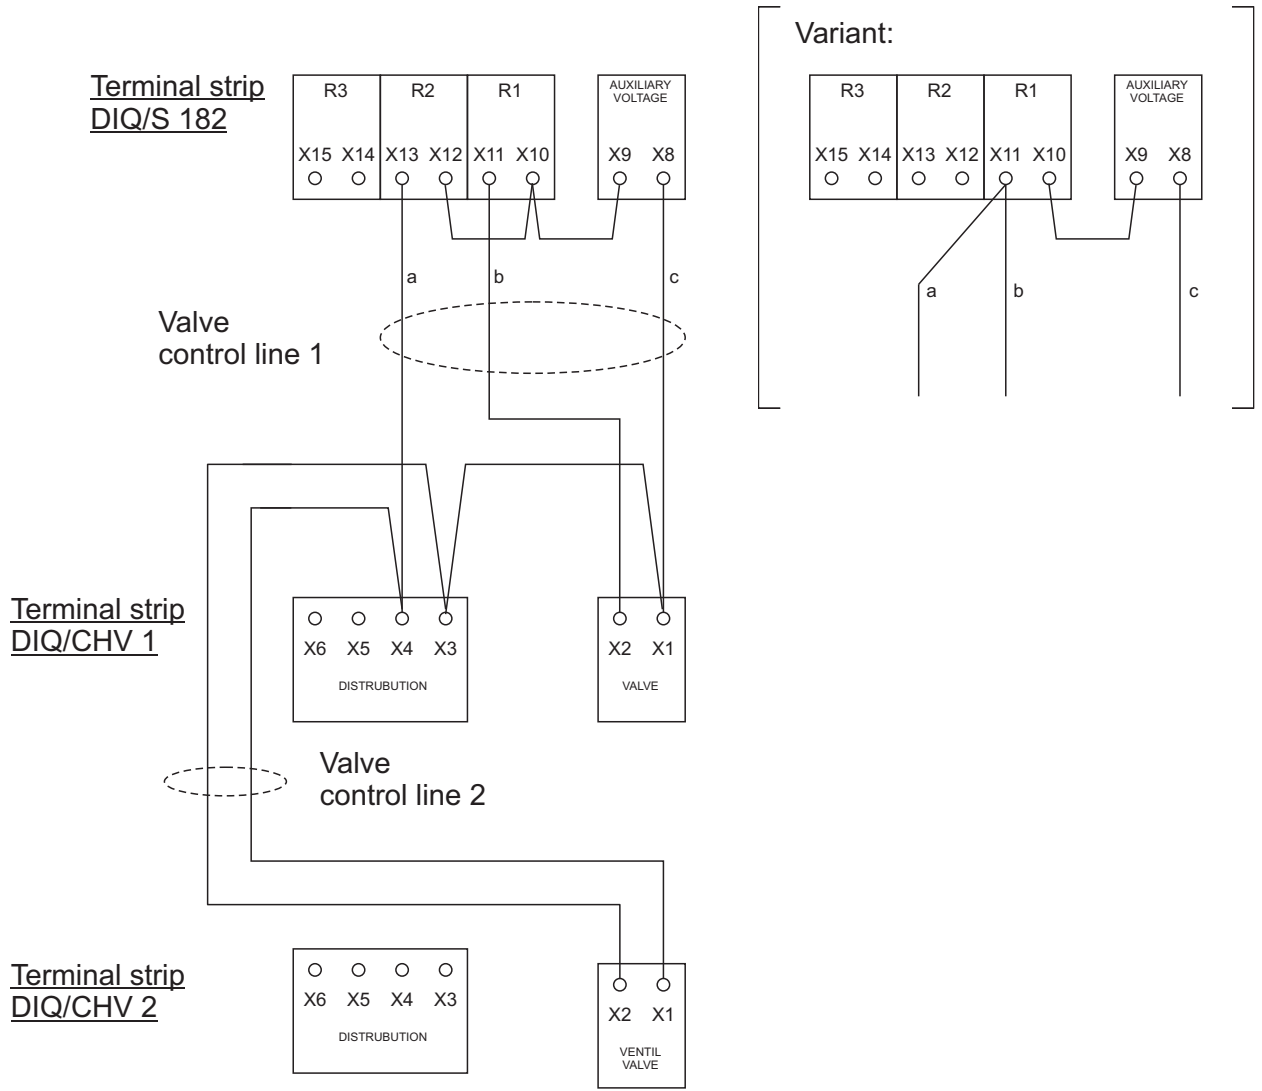 Variant:
Terminal strip
DIQ/S 182
R3 R2 R1
AUXILIARY
VOLTAGE
X15 X14 X13 X12 X11 X10 X9 X8
R3 R2 R1
AUXILIARY
VOLTAGE
X15 X14 X13 X12 X11 X10 X9 X8
a b c
a b c
Valve
control line 1
Terminal strip
DIQ/CHV 1
X6 X5 X4 X3 X2 X1
DISTRUBUTION VALVE
Valve
control line 2
Terminal strip
DIQ/CHV 2
X6 X5 X4 X3 X2 X1
DISTRUBUTION
VENTIL
VALVE